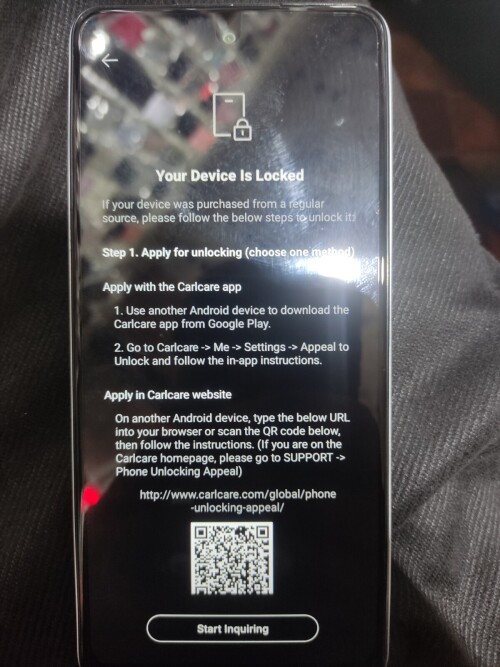 Your Device Is Locked
If your device was purchased from a regular
source, please follow the below steps to unlock it:
Step 1. Apply for unlocking (choose one method)
Apply with the Carlcare app
1. Use another Android device to download the
Carlcare app from Google Play.
2. Go to Carlcare -> Me -> Settings -> Appeal to
Unlock and follow the in-app instructions.
Apply in Carlcare website
On another Android device, type the below URL
into your browser or scan the QR code below,
then follow the instructions. (If you are on the
Carlcare homepage, please go to SUPPORT ->
Phone Unlocking Appeal)
http://www.carlcare.com/global/phone
-unlocking-appeal/
Start Inquiring